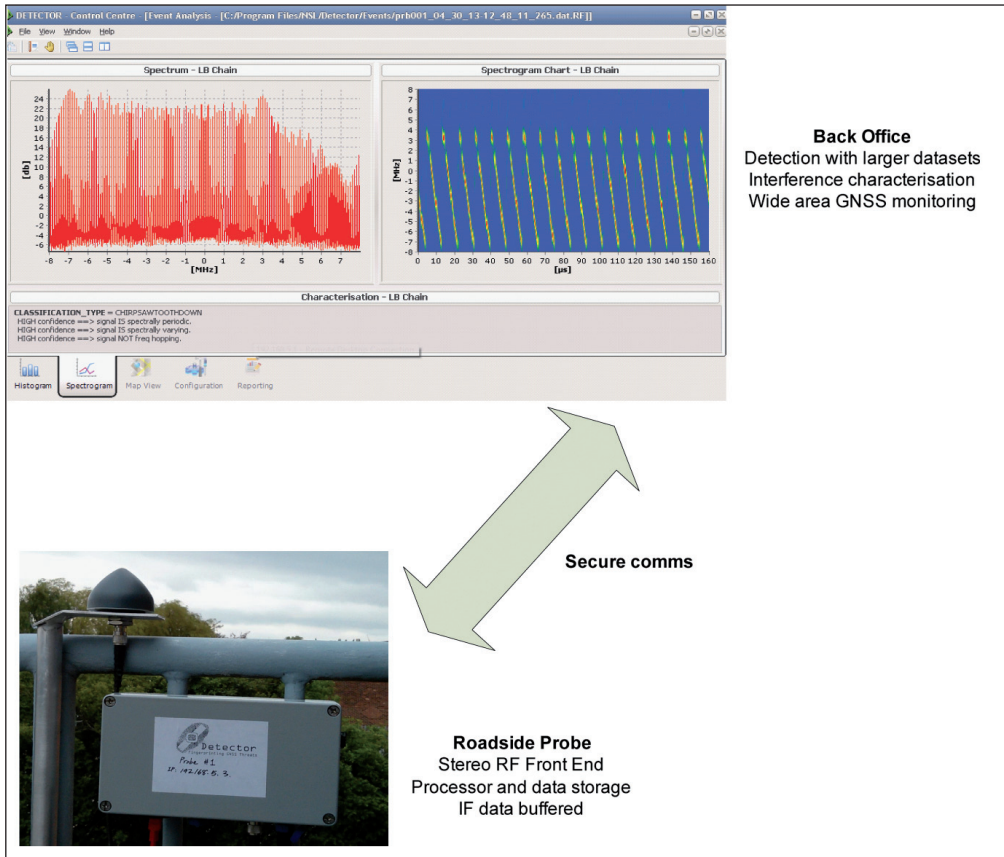 DETECTOR - Control Centre - [Event Analysis - [C:/Program Files/NSL/Detector/Events/prb001_04_30_13-12_48_11_265.dat.RF]]
File View Window Help
Spectrum - LB Chain
Spectrogram Chart - LB Chain
24
22
20
18
16
14
12
10
8
6
4
2
0
-2
-4
-6
[db]
-8 -7 -6 -5 -4 -3 -2 -1 0 1 2 3 4 5 6 7
[MHz]
8
7
6
5
4
3
2
1
0
-1
-2
-3
-4
-5
-6
-7
-8
[MHz]
0 10 20 30 40 50 60 70 80 90 100 110 120 130 140 150 160
[µs]
Characterisation - LB Chain
CLASSIFICATION_TYPE = CHIRPSAWTOOTHDOWN
HIGH confidence ==> signal IS spectrally periodic.
HIGH confidence ==> signal IS spectrally varying.
HIGH confidence ==> signal NOT freq hopping.
Histogram Spectrogram Map View Configuration Reporting
Back Office
Detection with larger datasets
Interference characterisation
Wide area GNSS monitoring
Secure comms
Detector
Probe #1
IP: 192.168.5.3.
Roadside Probe
Stereo RF Front End
Processor and data storage
IF data buffered